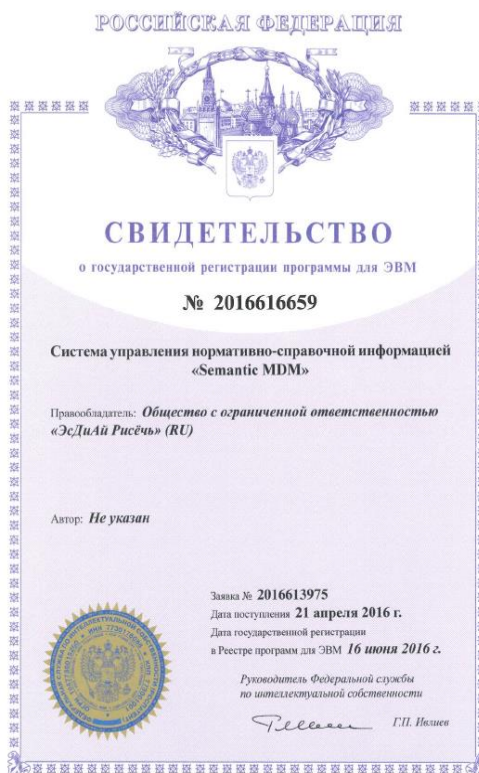 РОССИЙСКАЯ ФЕДЕРАЦИЯ
СВИДЕТЕЛЬСТВО
о государственной регистрации программы для ЭВМ
№ 2016616659
Система управления нормативно-справочной информацией
«Semantic MDM»
Правообладатель: Общество с ограниченной ответственностью
«ЭсДиАй Рисёчь» (RU)
Автор: Не указан
Заявка № 2016613975
Дата поступления 21 апреля 2016 г.
Дата государственной регистрации
в Реестре программ для ЭВМ 16 июня 2016 г.
Руководитель Федеральной службы
по интеллектуальной собственности
Г.П. Ивлиев